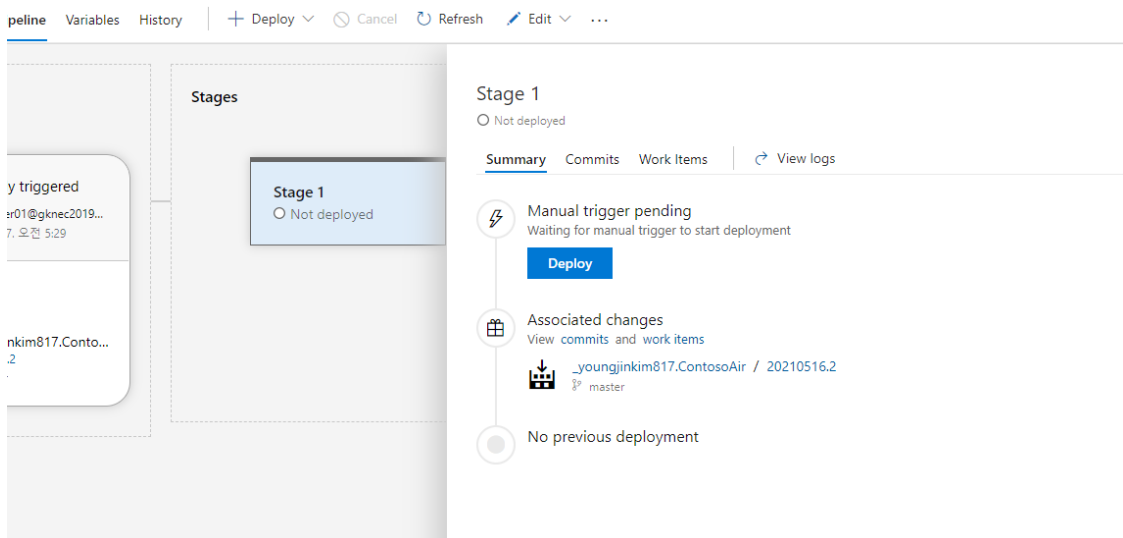 peline Variables History Deploy Cancel Refresh Edit ...
Stages
Stage 1
Not deployed
y triggered
er01@gknec2019...
7. 오전 5:29
nkim817.Conto...
.2
Stage 1
Not deployed
Summary Commits Work Items View logs
Manual trigger pending
Waiting for manual trigger to start deployment
Deploy
Associated changes
View commits and work items
_youngjinkim817.ContosoAir / 20210516.2
master
No previous deployment